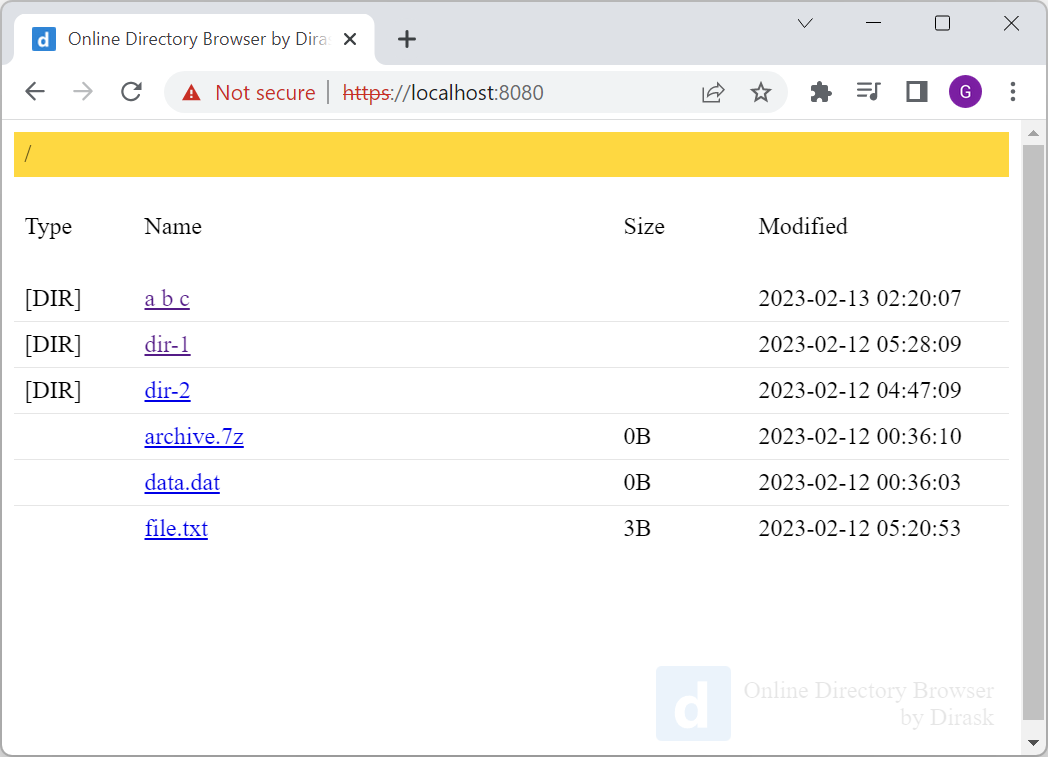 d Online Directory Browser by Dira
Not secure | https://localhost:8080 G
/
Type Name Size Modified
[DIR] a b c 2023-02-13 02:20:07
[DIR] dir-1 2023-02-12 05:28:09
[DIR] dir-2 2023-02-12 04:47:09
archive.7z 0B 2023-02-12 00:36:10
data.dat 0B 2023-02-12 00:36:03
file.txt 3B 2023-02-12 05:20:53
d Online Directory Browser
by Dirask